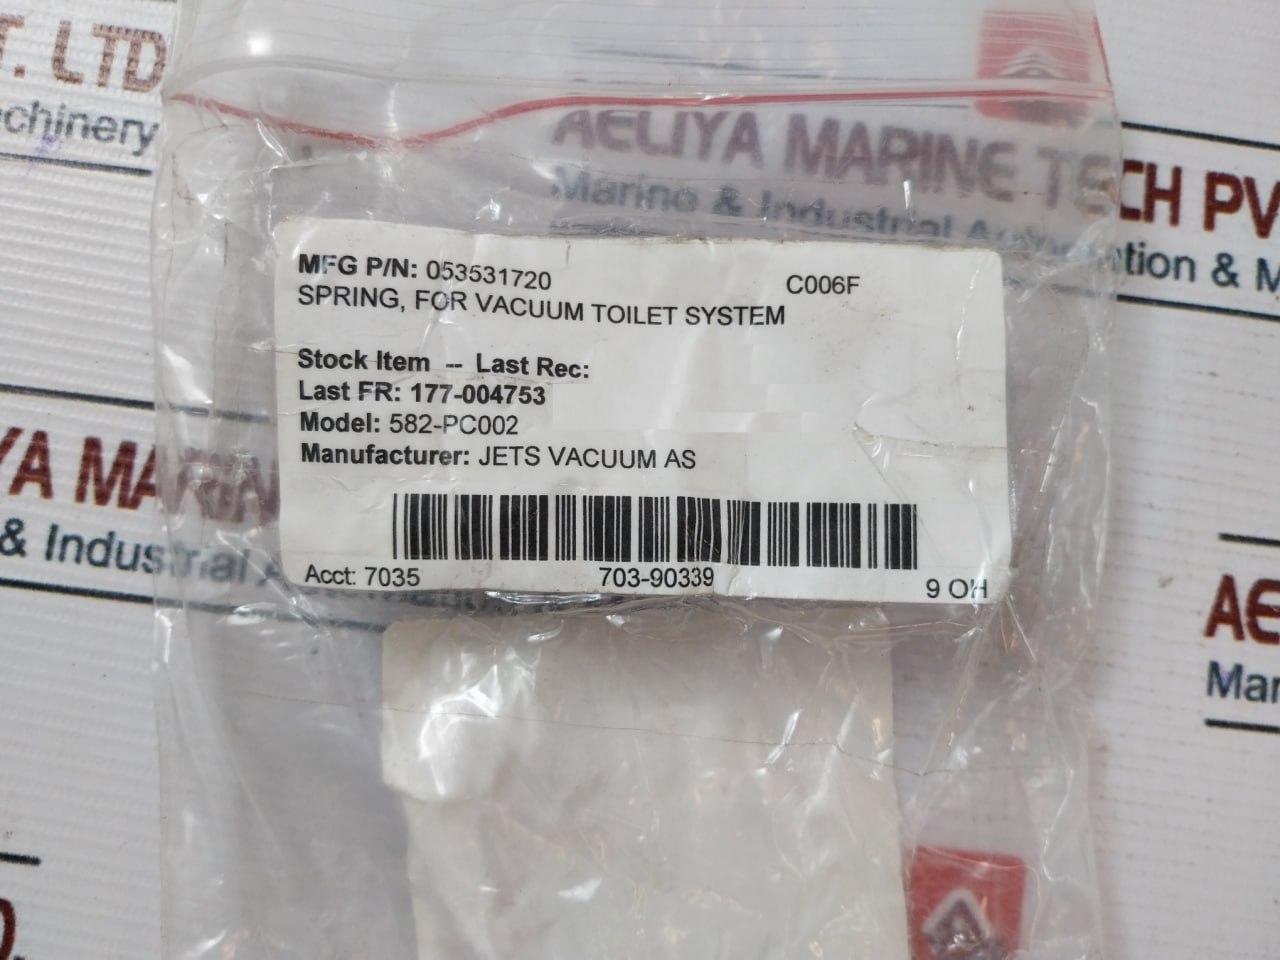 T. LTD
achinery
AELIYA MARINE TECH PV
Marine & Industrial Automation & M
MFG P/N: 053531720 C006F
SPRING, FOR VACUUM TOILET SYSTEM
Stock Item -- Last Rec:
Last FR: 177-004753
Model: 582-PC002
Manufacturer: JETS VACUUM AS
Acct: 7035 703-90339 9 OH
YA MARIN
& Industrial A
AE
Mar
D.